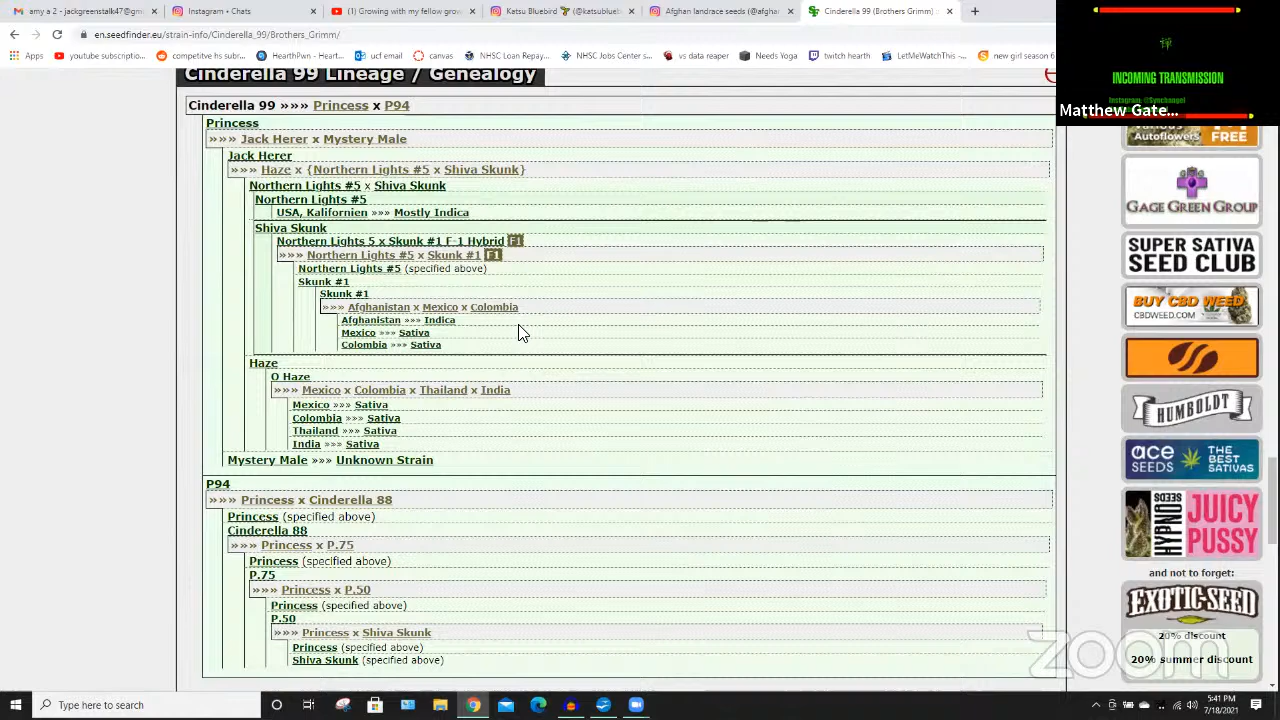 amy a 2 - jackgreenstalk47@gm
Instagram • Chats
(1) Growing with my fellow grow
Katsu Bluebird (@katsublueb
Afghan landrace seeds (@afghan
Cinderella 99 (Brothers Grimm) :
en.seedfinder.eu/strain-info/Cinderella_99/Brothers_Grimm/
Apps
youtube subscriptio...
competitive hs subr...
HearthPwn - Hearth...
ucf email
canvas
NHSC Loan Repay...
NHSC Jobs Center s...
vs data reaper
Needs Yoga
twitch hearth
LetMeWatchThis - ...
new girl season 6
INCOMING TRANSMISSION
Instagram: @Synchangel
Matthew Gate...
Cinderella 99 Lineage / Genealogy
Cinderella 99 »»» Princess x P94
Princess
»»» Jack Herer x Mystery Male
Jack Herer
»»» Haze x {Northern Lights #5 x Shiva Skunk}
Northern Lights #5 x Shiva Skunk
Northern Lights #5
USA, Kalifornien »»» Mostly Indica
Shiva Skunk
Northern Lights 5 x Skunk #1 F-1 Hybrid F1
»»» Northern Lights #5 x Skunk #1 F1
Northern Lights #5 (specified above)
Skunk #1
Skunk #1
»»» Afghanistan x Mexico x Colombia
Afghanistan »»» Indica
Mexico »»» Sativa
Colombia »»» Sativa
Haze
O Haze
»»» Mexico x Colombia x Thailand x India
Mexico »»» Sativa
Colombia »»» Sativa
Thailand »»» Sativa
India »»» Sativa
Mystery Male »»» Unknown Strain
P94
»»» Princess x Cinderella 88
Princess (specified above)
Cinderella 88
»»» Princess x P.75
Princess (specified above)
P.75
»»» Princess x P.50
Princess (specified above)
P.50
»»» Princess x Shiva Skunk
Princess (specified above)
Shiva Skunk (specified above)
Autoflowers
FREE
GAGE GREEN GROUP
SUPER SATIVA
SEED CLUB
BUY CBD WEED
CBDWEED.COM
HUMBOLDT
ace
SEEDS
THE
BEST
SATIVAS
HYPNO
SEEDS
JUICY
PUSSY
and not to forget:
EXOTIC SEED
20% discount
20% summer discount
zoom
Type here to search
5:41 PM
7/18/2021